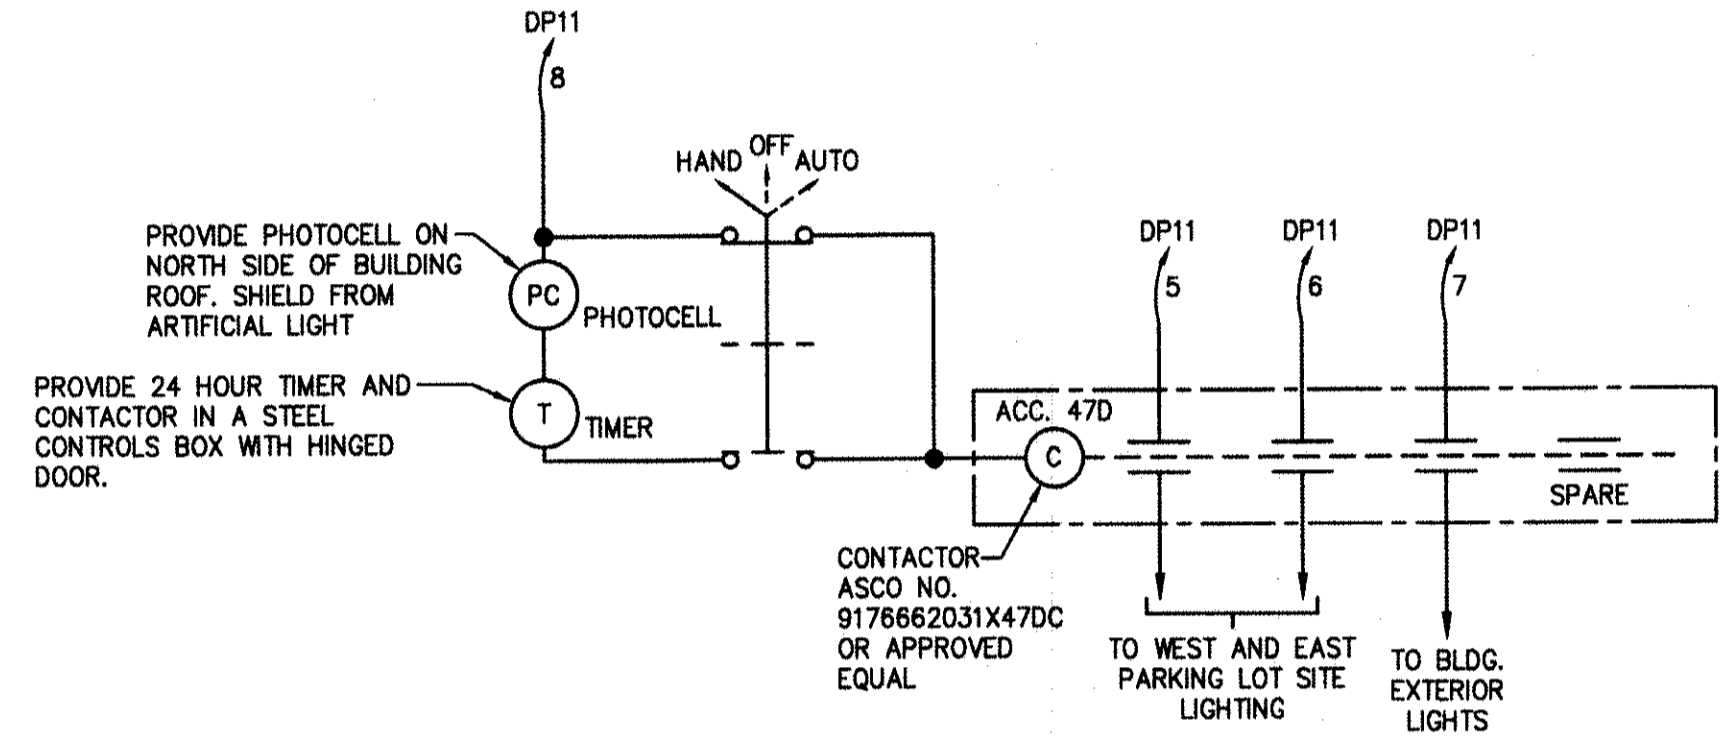 DP11
8
HAND OFF AUTO
PROVIDE PHOTOCELL ON
NORTH SIDE OF BUILDING
ROOF. SHIELD FROM
ARTIFICIAL LIGHT
PC
PHOTOCELL
PROVIDE 24 HOUR TIMER AND
CONTACTOR IN A STEEL
CONTROLS BOX WITH HINGED
DOOR.
T
TIMER
DP11
5
DP11
6
DP11
7
ACC. 47D
C
SPARE
CONTACTOR
ASCO NO.
9176662031X47DC
OR APPROVED
EQUAL
TO WEST AND EAST
PARKING LOT SITE
LIGHTING
TO BLDG.
EXTERIOR
LIGHTS